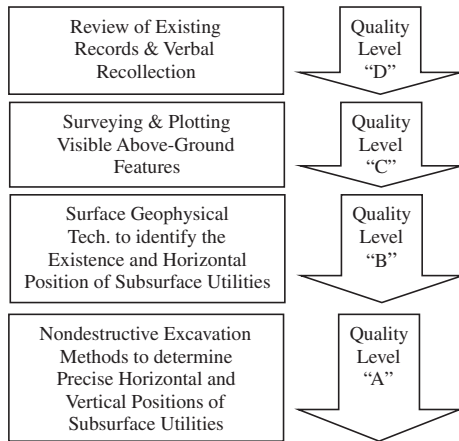 Review of Existing
Records & Verbal
Recollection
Quality
Level
“D”
Surveying & Plotting
Visible Above-Ground
Features
Quality
Level
“C”
Surface Geophysical
Tech. to identify the
Existence and Horizontal
Position of Subsurface Utilities
Quality
Level
“B”
Nondestructive Excavation
Methods to determine
Precise Horizontal and
Vertical Positions of
Subsurface Utilities
Quality
Level
“A”